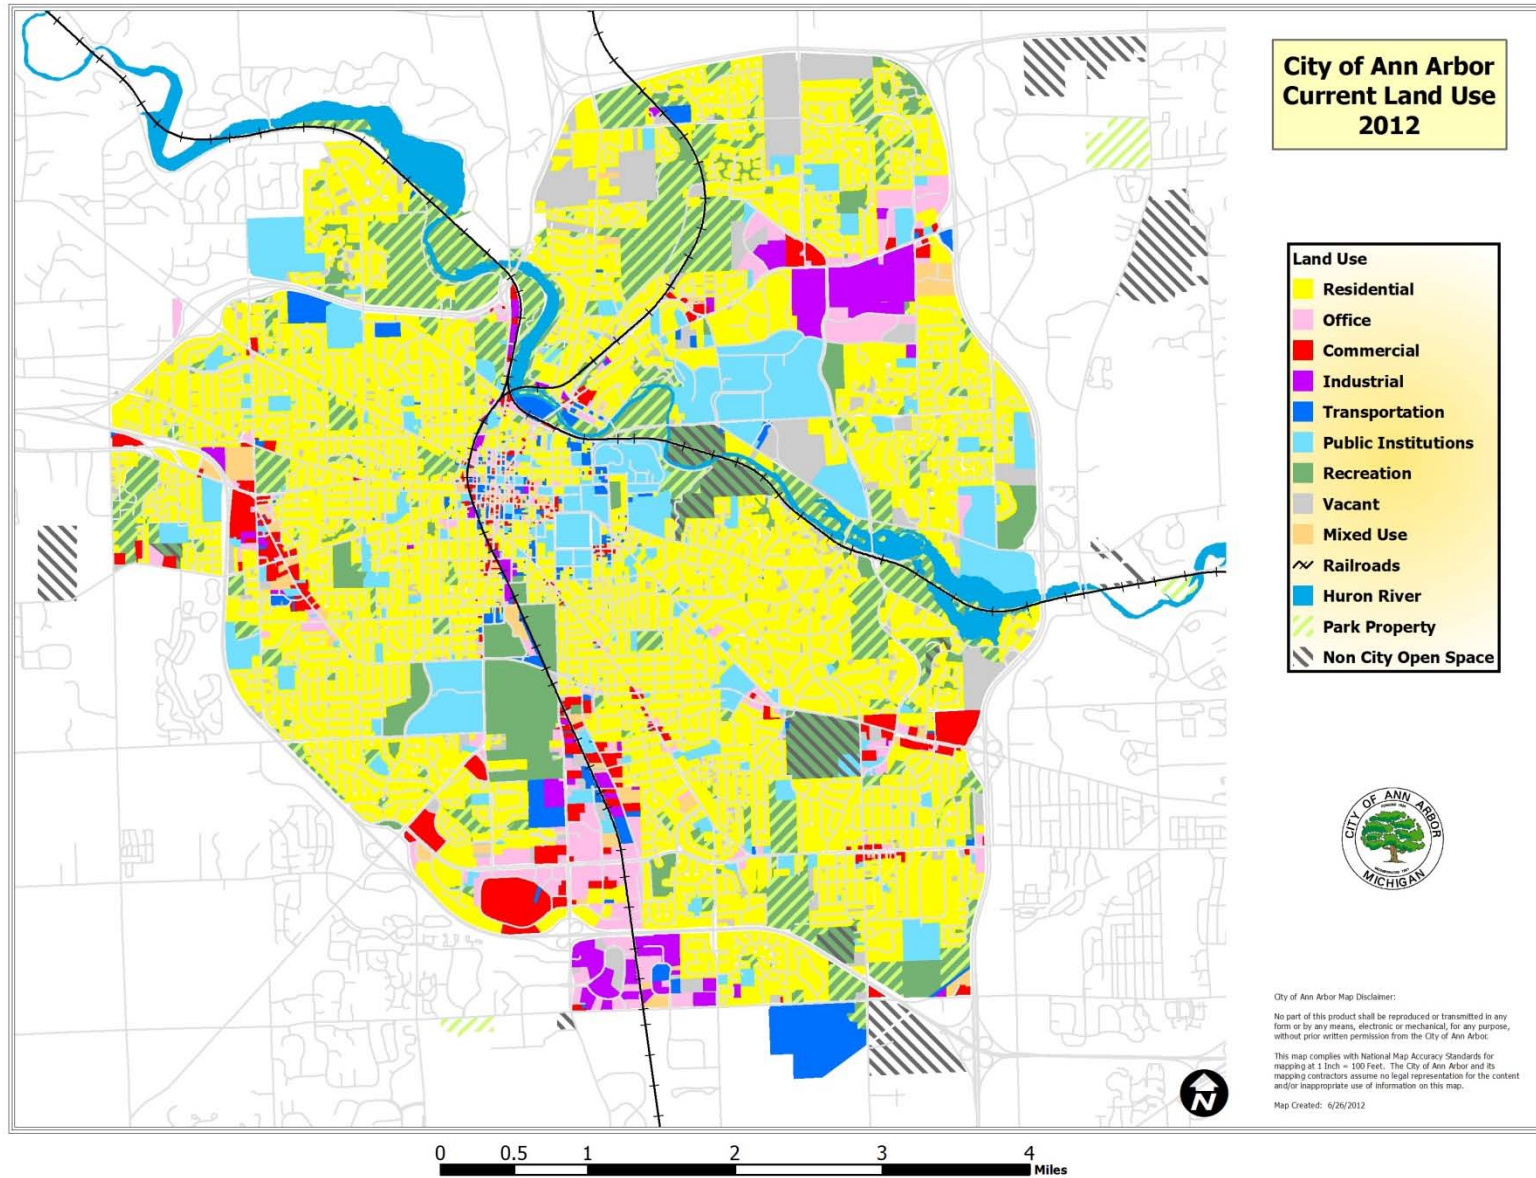 City of Ann Arbor
Current Land Use
2012
Land Use
Residential
Office
Commercial
Industrial
Transportation
Public Institutions
Recreation
Vacant
Mixed Use
Railroads
Huron River
Park Property
Non City Open Space
CITY OF ANN ARBOR
MICHIGAN
City of Ann Arbor Map Disclaimer:
No part of this product shall be reproduced or transmitted in any
form or by any means, electronic or mechanical, for any purpose,
without prior written permission from the City of Ann Arbor.
This map complies with National Map Accuracy Standards for
mapping at 1 Inch = 100 Feet. The City of Ann Arbor and its
mapping contractors assume no legal representation for the content
and/or inappropriate use of information on this map.
Map Created: 6/26/2012
N
0 0.5 1 2 3 4
Miles